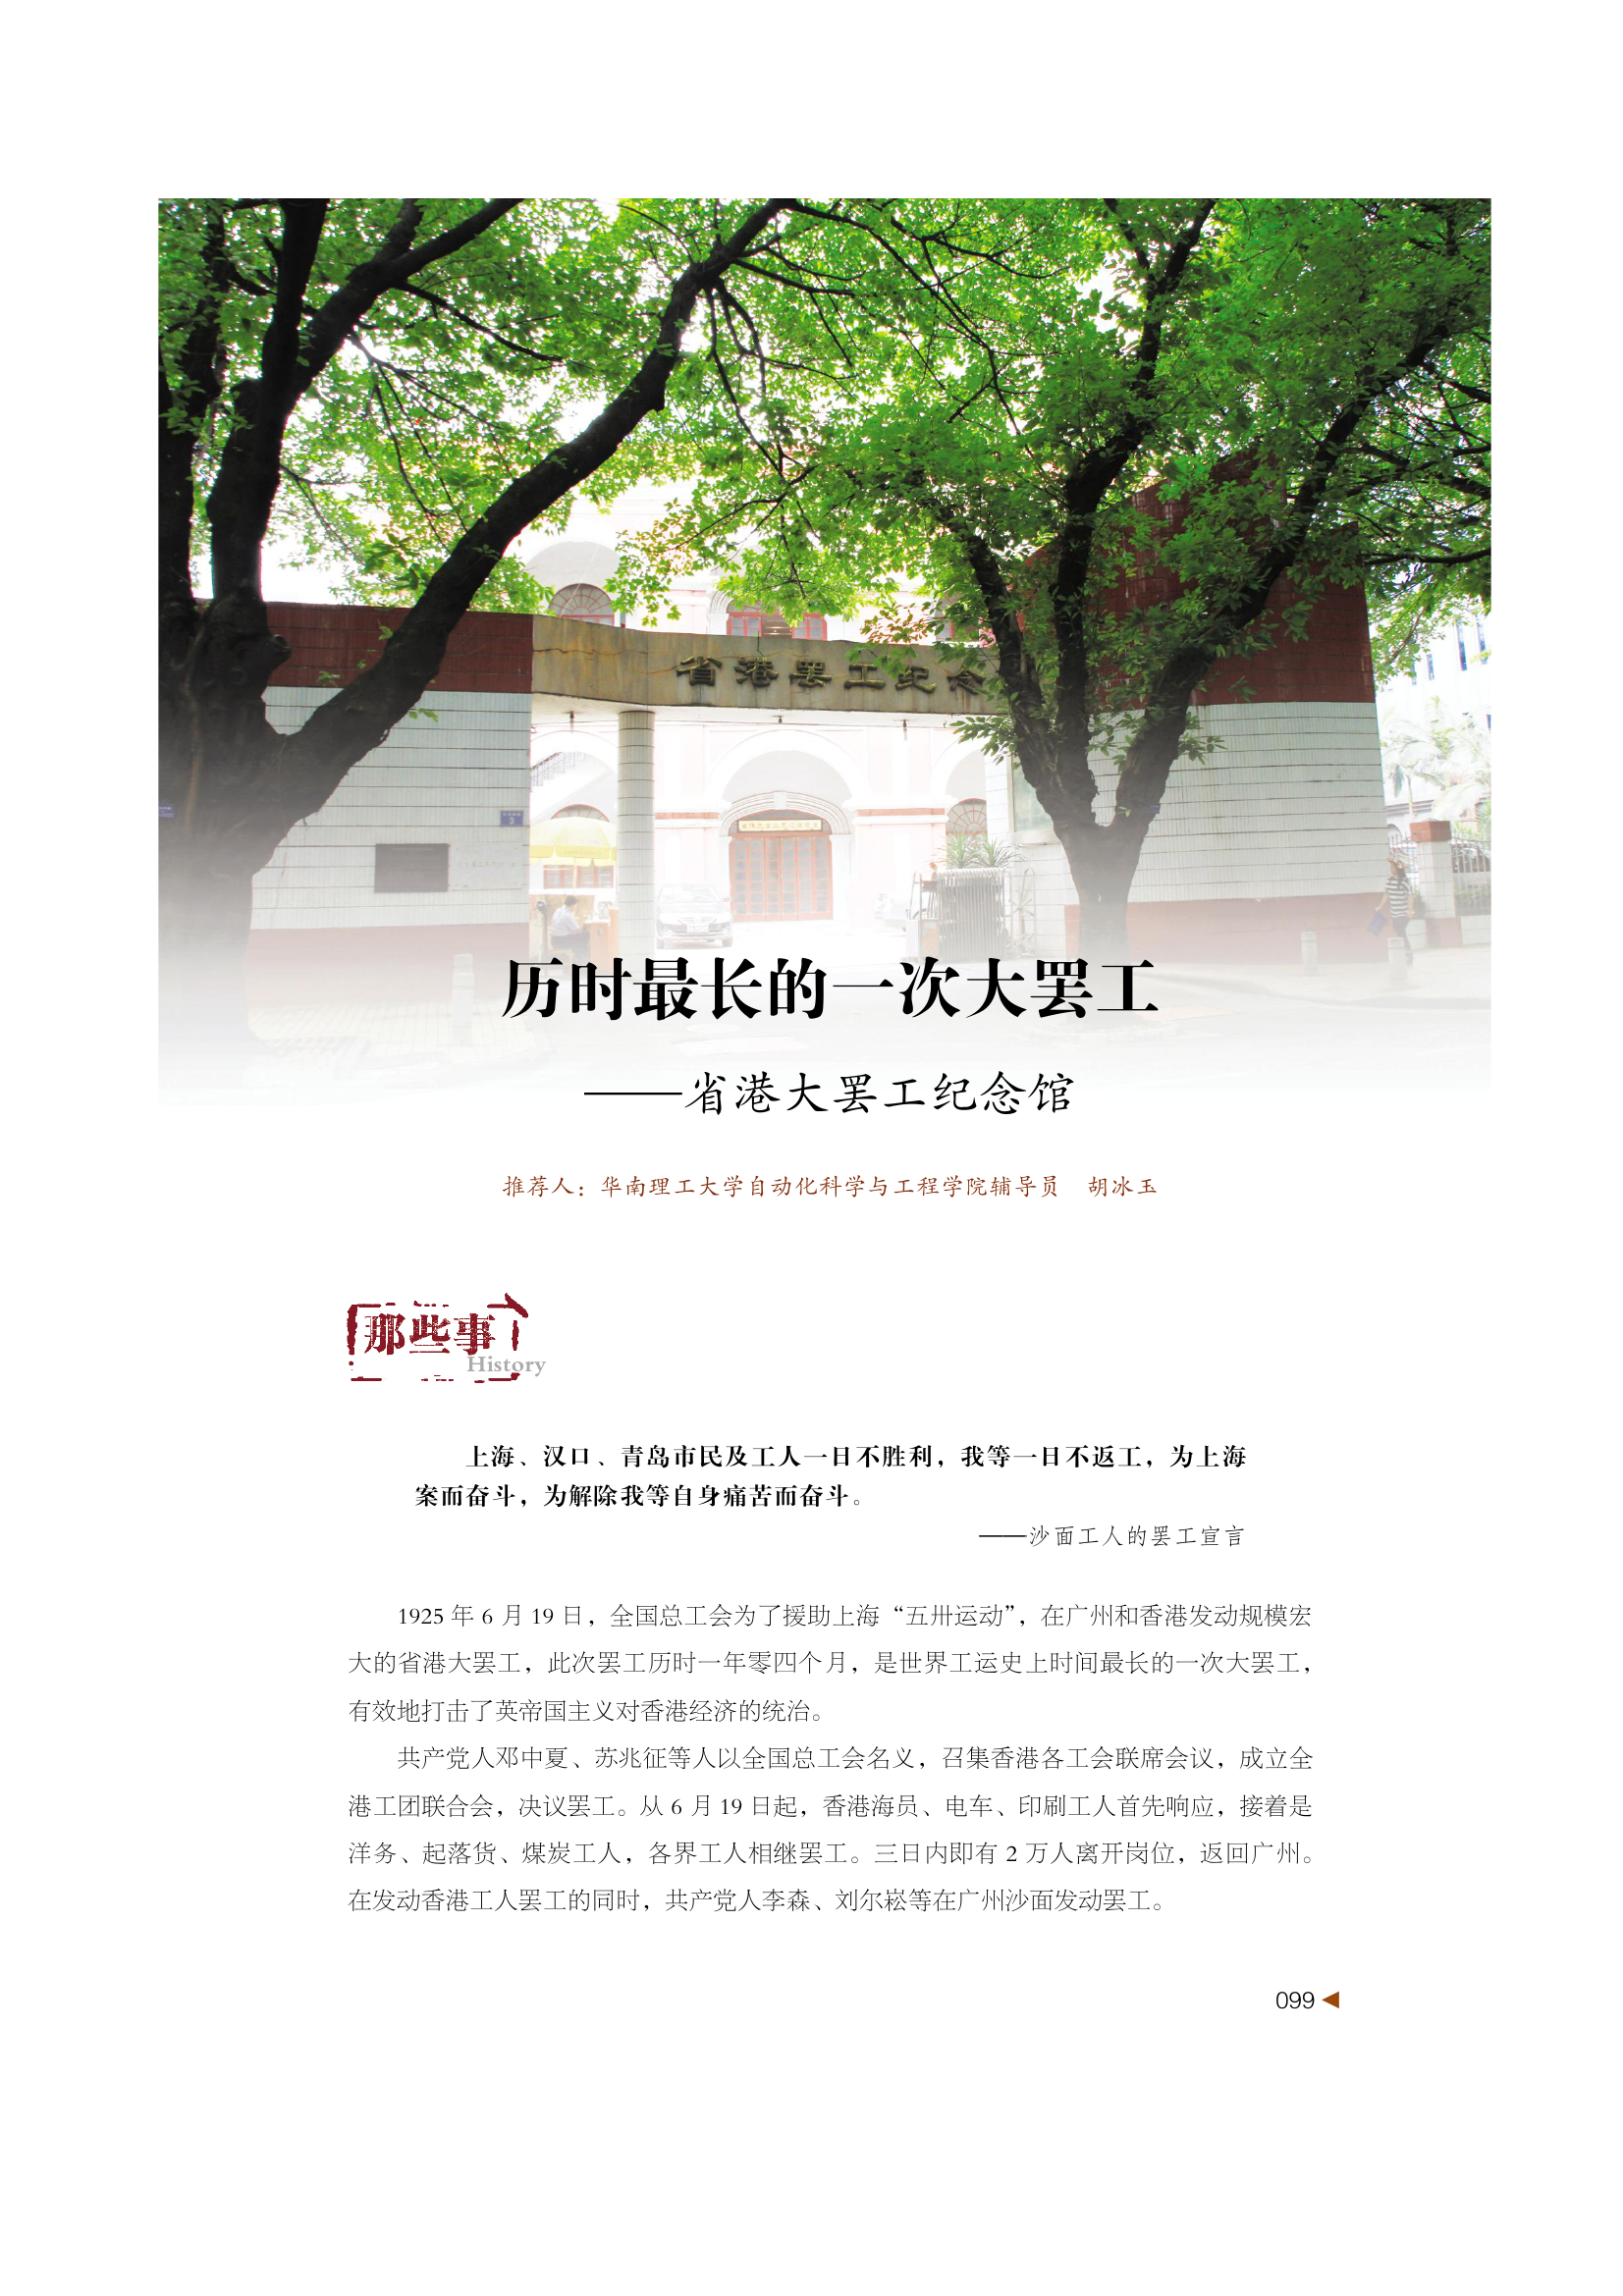 省港罢工纪念
3
历时最长的一次大罢工
——省港大罢工纪念馆
推荐人：华南理工大学自动化科学与工程学院辅导员 胡冰玉
那些事
History
上海、汉口、青岛市民及工人一日不胜利，我等一日不返工，为上海
案而奋斗，为解除我等自身痛苦而奋斗。
——沙面工人的罢工宣言
1925 年 6 月 19 日，全国总工会为了援助上海“五卅运动”，在广州和香港发动规模宏
大的省港大罢工，此次罢工历时一年零四个月，是世界工运史上时间最长的一次大罢工，
有效地打击了英帝国主义对香港经济的统治。
共产党人邓中夏、苏兆征等人以全国总工会名义，召集香港各工会联席会议，成立全
港工团联合会，决议罢工。从 6 月 19 日起，香港海员、电车、印刷工人首先响应，接着是
洋务、起落货、煤炭工人，各界工人相继罢工。三日内即有 2 万人离开岗位，返回广州。
在发动香港工人罢工的同时，共产党人李森、刘尔崧等在广州沙面发动罢工。
099